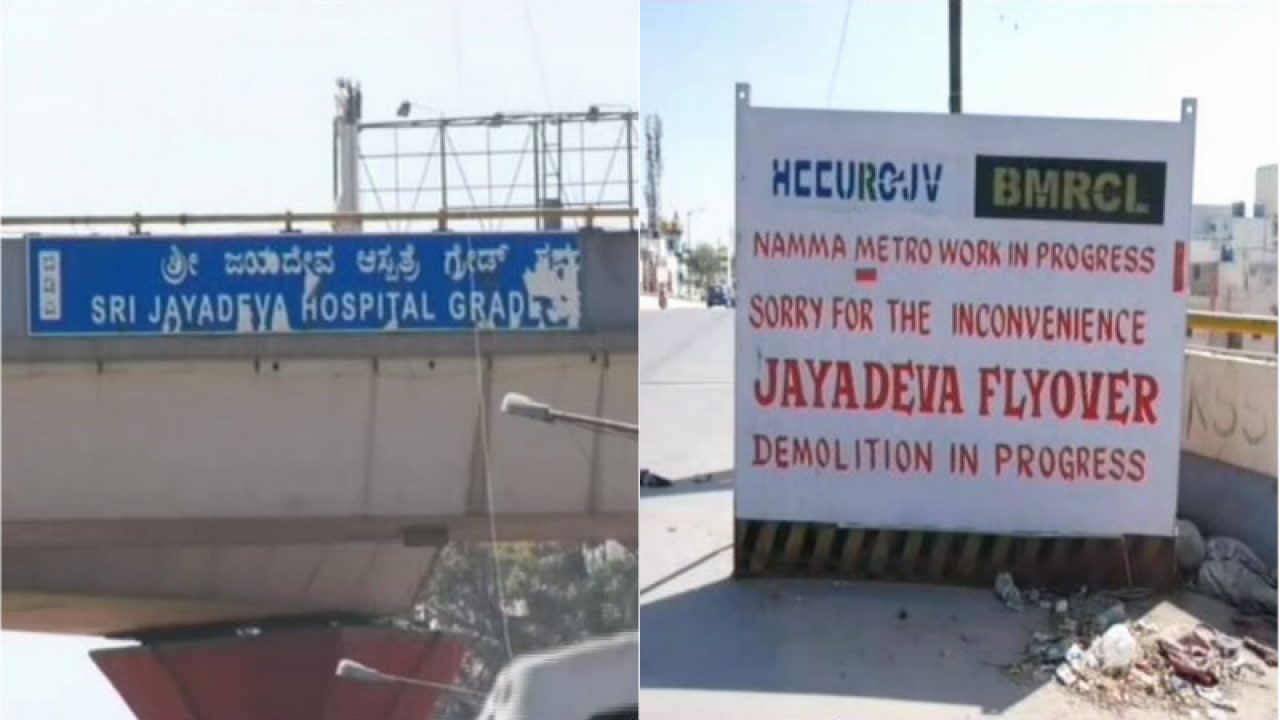 ಶ್ರೀ ಜಯದೇವ ಆಸ್ಪತ್ರೆ ಗ್ರೇಡ್
SRI JAYADEVA HOSPITAL GRAD
HCCUROJV BMRCL
NAMMA METRO WORK IN PROGRESS
SORRY FOR THE INCONVENIENCE
JAYADEVA FLYOVER
DEMOLITION IN PROGRESS